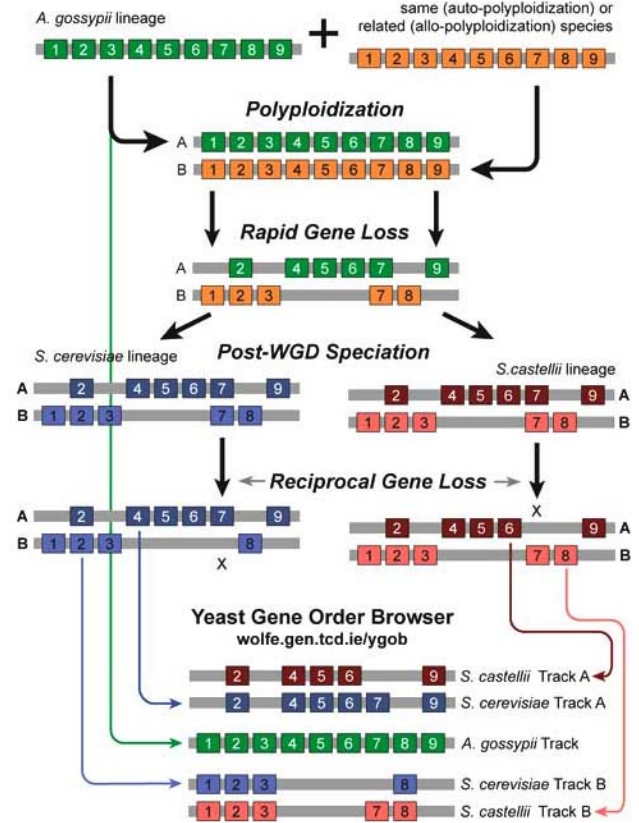 A. gossypii lineage
+
same (auto-polyploidization) or
related (allo-polyploidization) species
1 2 3 4 5 6 7 8 9
1 2 3 4 5 6 7 8 9
Polyploidization
A 1 2 3 4 5 6 7 8 9
B 1 2 3 4 5 6 7 8 9
Rapid Gene Loss
A 2 4 5 6 7 9
B 1 2 3 7 8
S. cerevisiae lineage
Post-WGD Speciation
S.castellii lineage
A 2 4 5 6 7 9
B 1 2 3 7 8
2 4 5 6 7 9 A
1 2 3 7 8 B
Reciprocal Gene Loss
A 2 4 5 6 7 9
B 1 2 3 8
X
X
2 4 5 6 9 A
1 2 3 7 8 B
Yeast Gene Order Browser
wolfe.gen.tcd.ie/ygob
2 4 5 6 9 S. castellii Track A
2 4 5 6 7 9 S. cerevisiae Track A
1 2 3 4 5 6 7 8 9 A. gossypii Track
1 2 3 8 S. cerevisiae Track B
1 2 3 7 8 S. castellii Track B